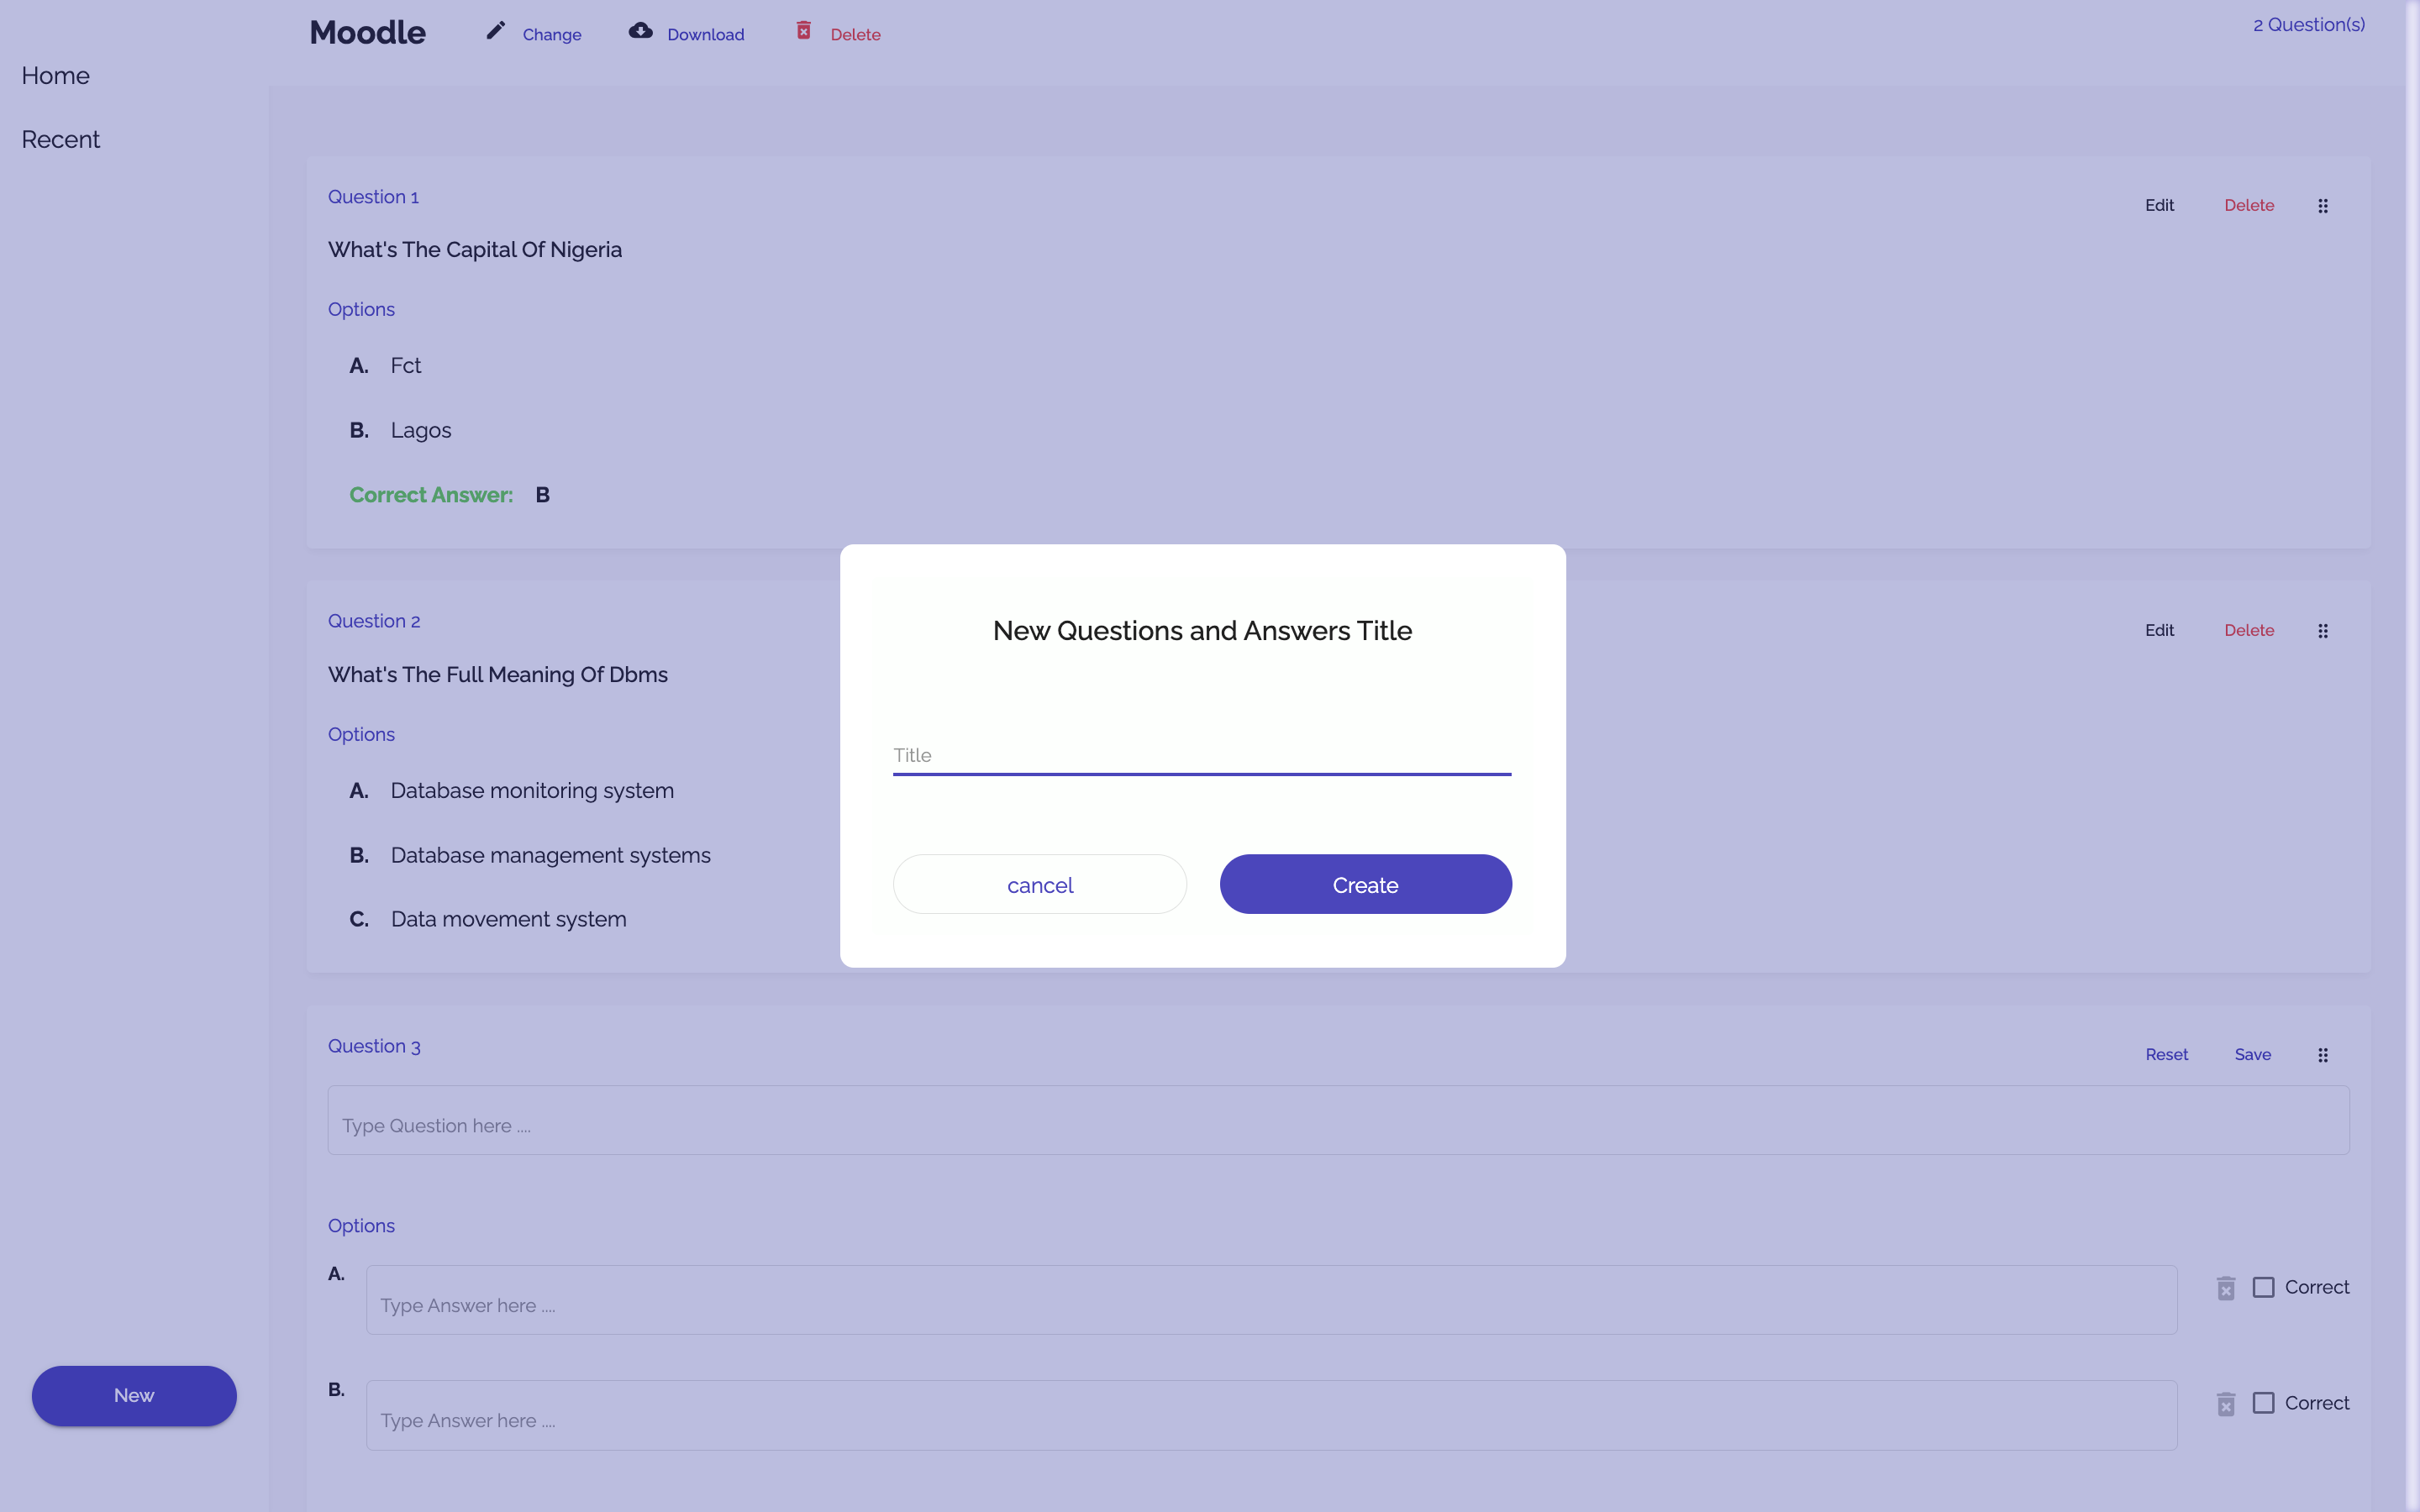 Moodle
Change
Download
Delete
2 Question(s)
Home
Recent
Question 1
Edit
Delete
What's The Capital Of Nigeria
Options
A. Fct
B. Lagos
Correct Answer: B
Question 2
Edit
Delete
What's The Full Meaning Of Dbms
Options
A. Database monitoring system
B. Database management systems
C. Data movement system
New Questions and Answers Title
Title
cancel
Create
Question 3
Reset
Save
Type Question here ....
Options
A. Type Answer here ....
Correct
B. Type Answer here ....
Correct
New